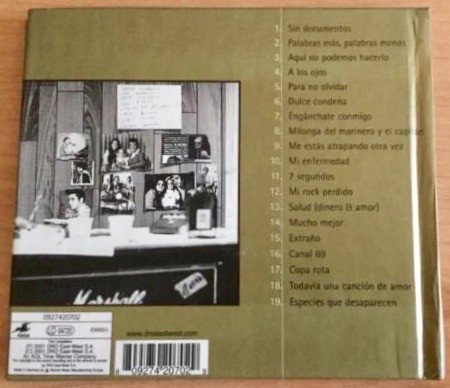 1. Sin documentos
2. Palabras más, palabras menos
3. Aquí no podemos hacerlo
4. A los ojos
5. Para no olvidar
6. Dulce condena
7. Engánchate conmigo
8. Milonga del marinero y el capitán
9. Me estás atrapando otra vez
10. Mi enfermedad
11. 7 segundos
12. Mi rock perdido
13. Salud (dinero & amor)
14. Mucho mejor
15. Extraño
16. Canal 69
17. Copa rota
18. Todavía una canción de amor
19. Especies que desaparecen
Marshall
0927420702
www.droeastwest.com